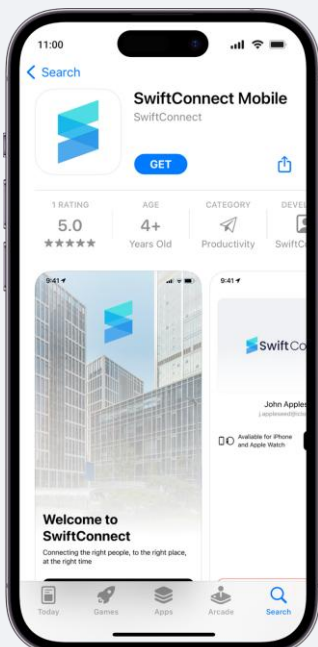 11:00
Search
SwiftConnect Mobile
SwiftConnect
GET
1 RATING
5.0
★★★★★
AGE
4+
Years Old
CATEGORY
Productivity
9:41
Welcome to
SwiftConnect
Connecting the right people, to the right place,
at the right time
9:41
John
Available for iPhone
and Apple Watch
Today
Games
Apps
Arcade
Search